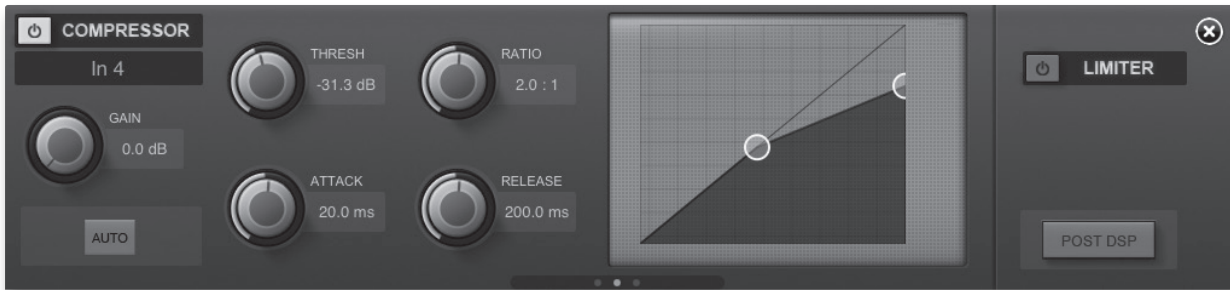 COMPRESSOR
In 4
GAIN
0.0 dB
AUTO
THRESH
-31.3 dB
RATIO
2.0 : 1
ATTACK
20.0 ms
RELEASE
200.0 ms
LIMITER
POST DSP